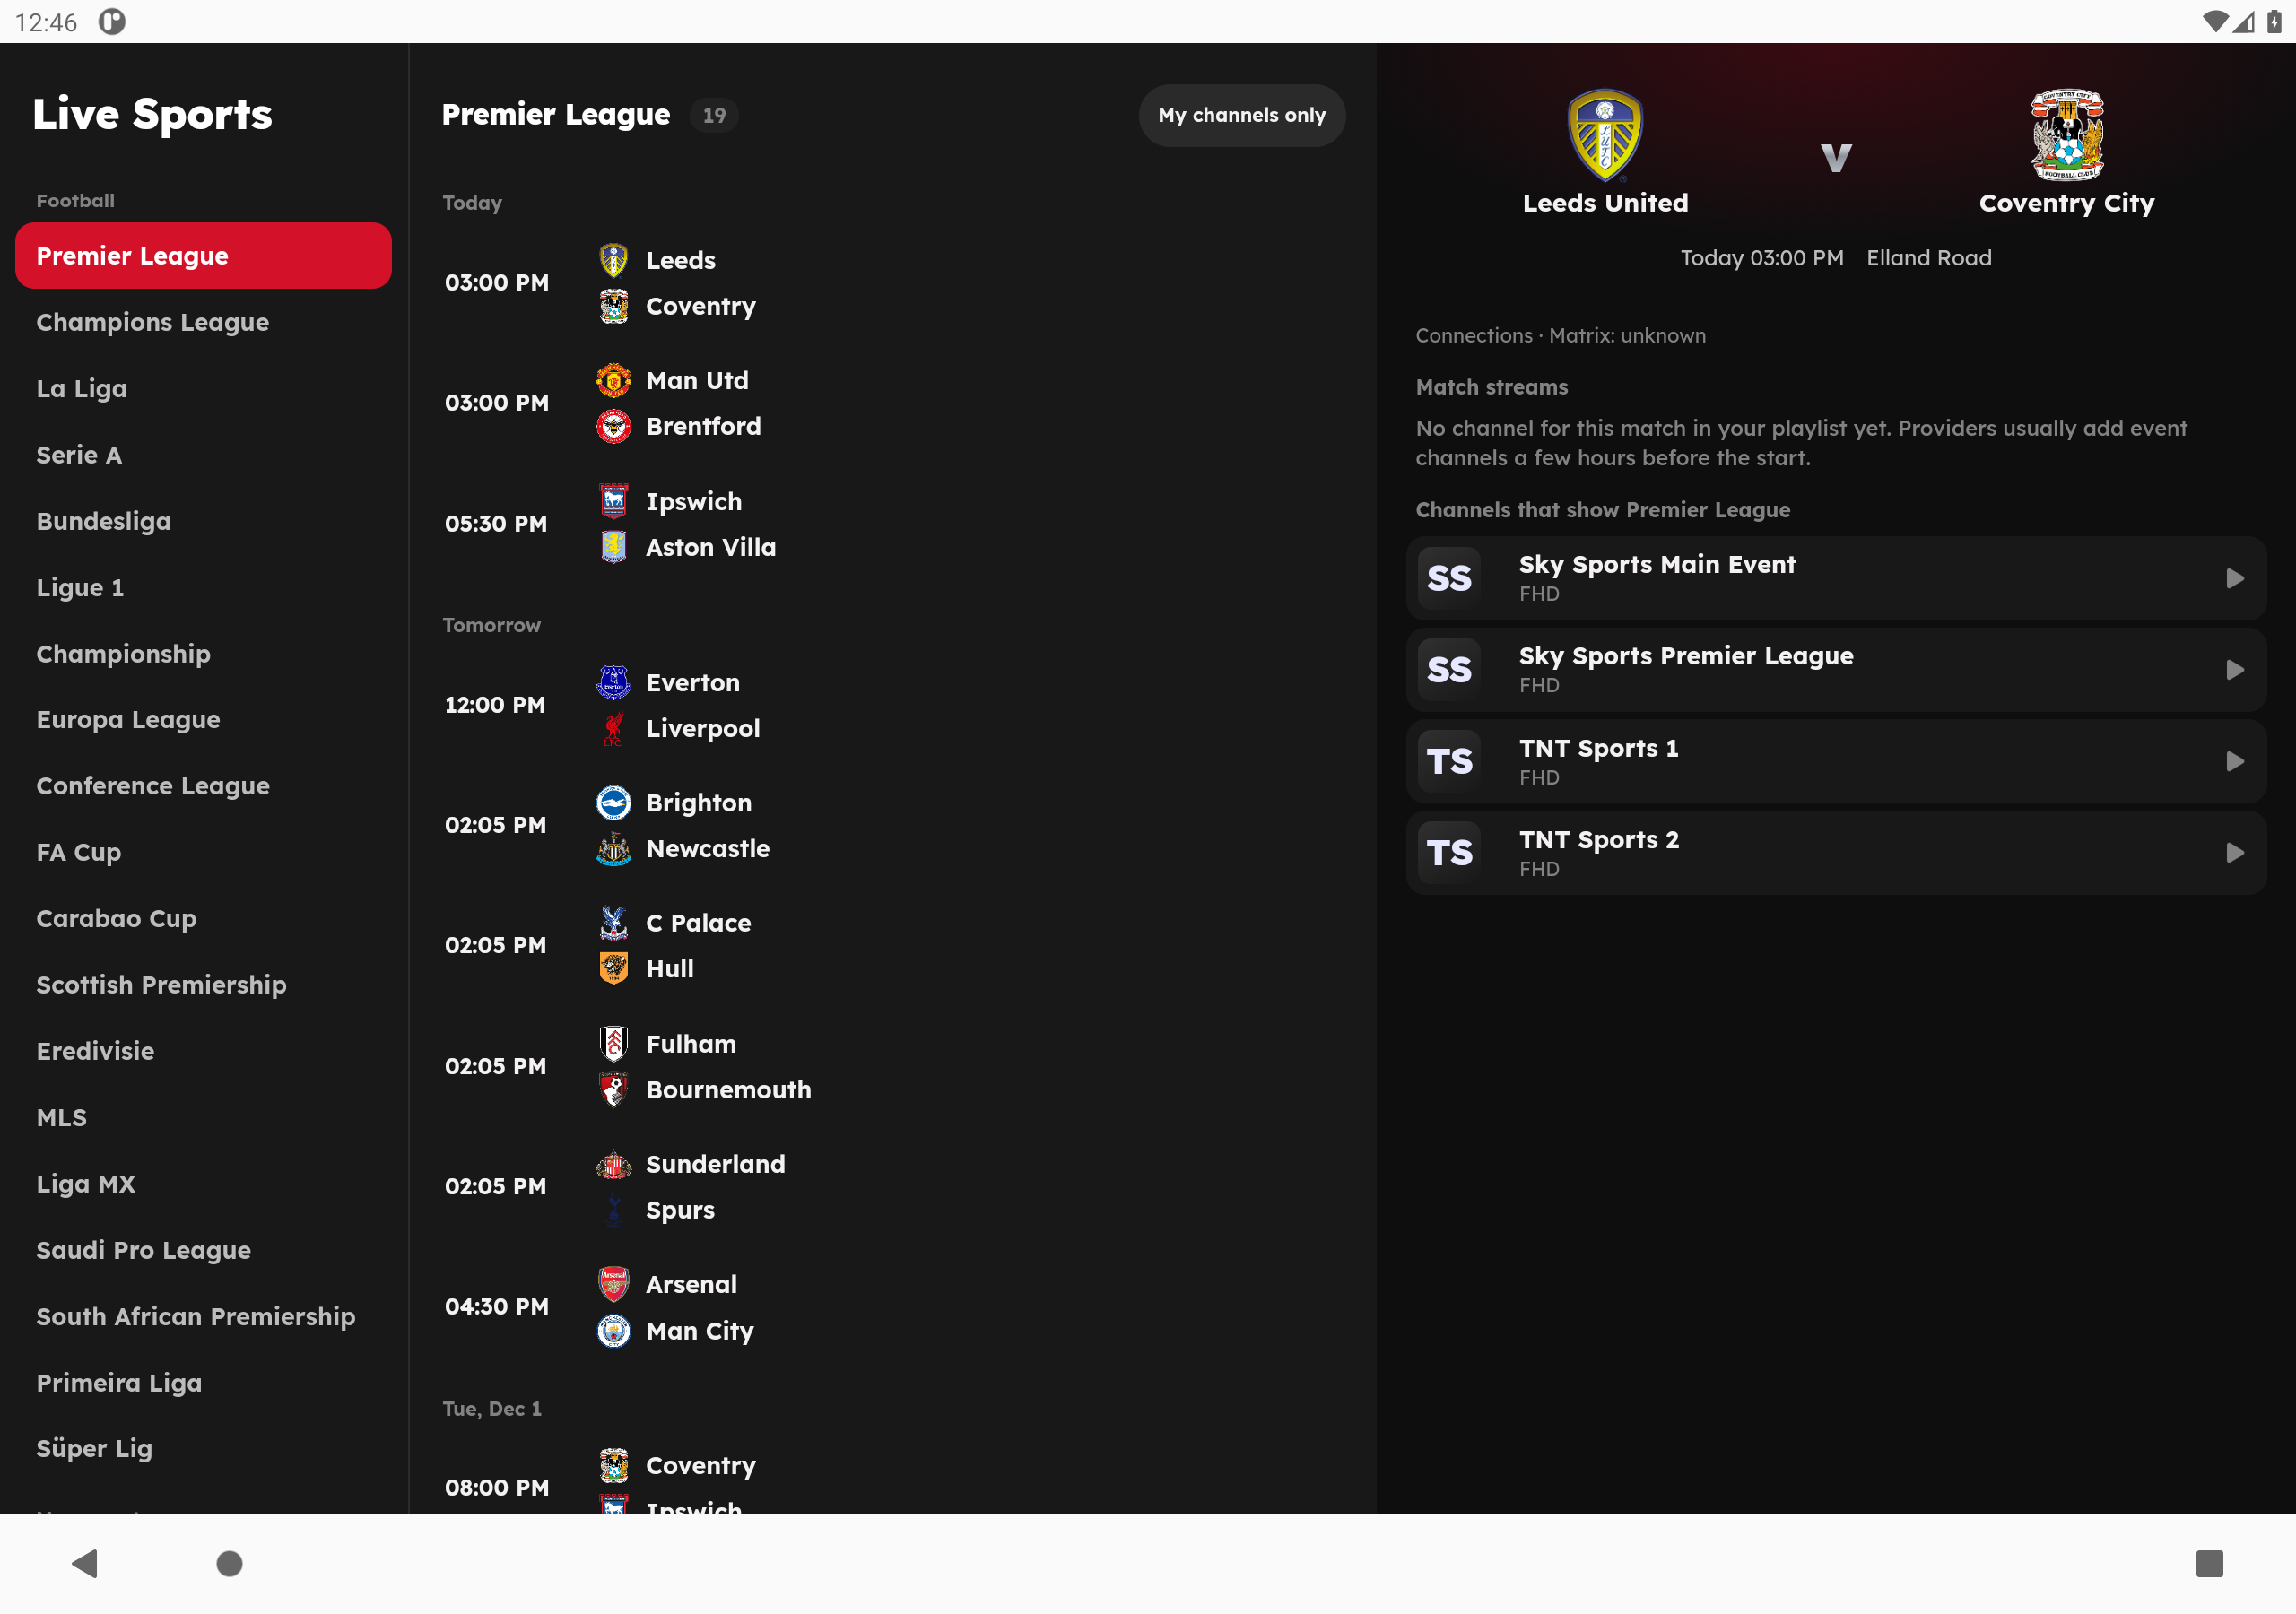 12:46
Live Sports
Football
Premier League
Champions League
La Liga
Serie A
Bundesliga
Ligue 1
Championship
Europa League
Conference League
FA Cup
Carabao Cup
Scottish Premiership
Eredivisie
MLS
Liga MX
Saudi Pro League
South African Premiership
Primeira Liga
Süper Lig
Premier League 19
My channels only
Today
03:00 PM
Leeds
Coventry
03:00 PM
Man Utd
Brentford
05:30 PM
Ipswich
Aston Villa
Tomorrow
12:00 PM
Everton
Liverpool
02:05 PM
Brighton
Newcastle
02:05 PM
C Palace
Hull
02:05 PM
Fulham
Bournemouth
02:05 PM
Sunderland
Spurs
04:30 PM
Arsenal
Man City
Tue, Dec 1
08:00 PM
Coventry
Ipswich
V
Leeds United
Coventry City
Today 03:00 PM Elland Road
Connections · Matrix: unknown
Match streams
No channel for this match in your playlist yet. Providers usually add event
channels a few hours before the start.
Channels that show Premier League
SS
Sky Sports Main Event
FHD
SS
Sky Sports Premier League
FHD
TS
TNT Sports 1
FHD
TS
TNT Sports 2
FHD